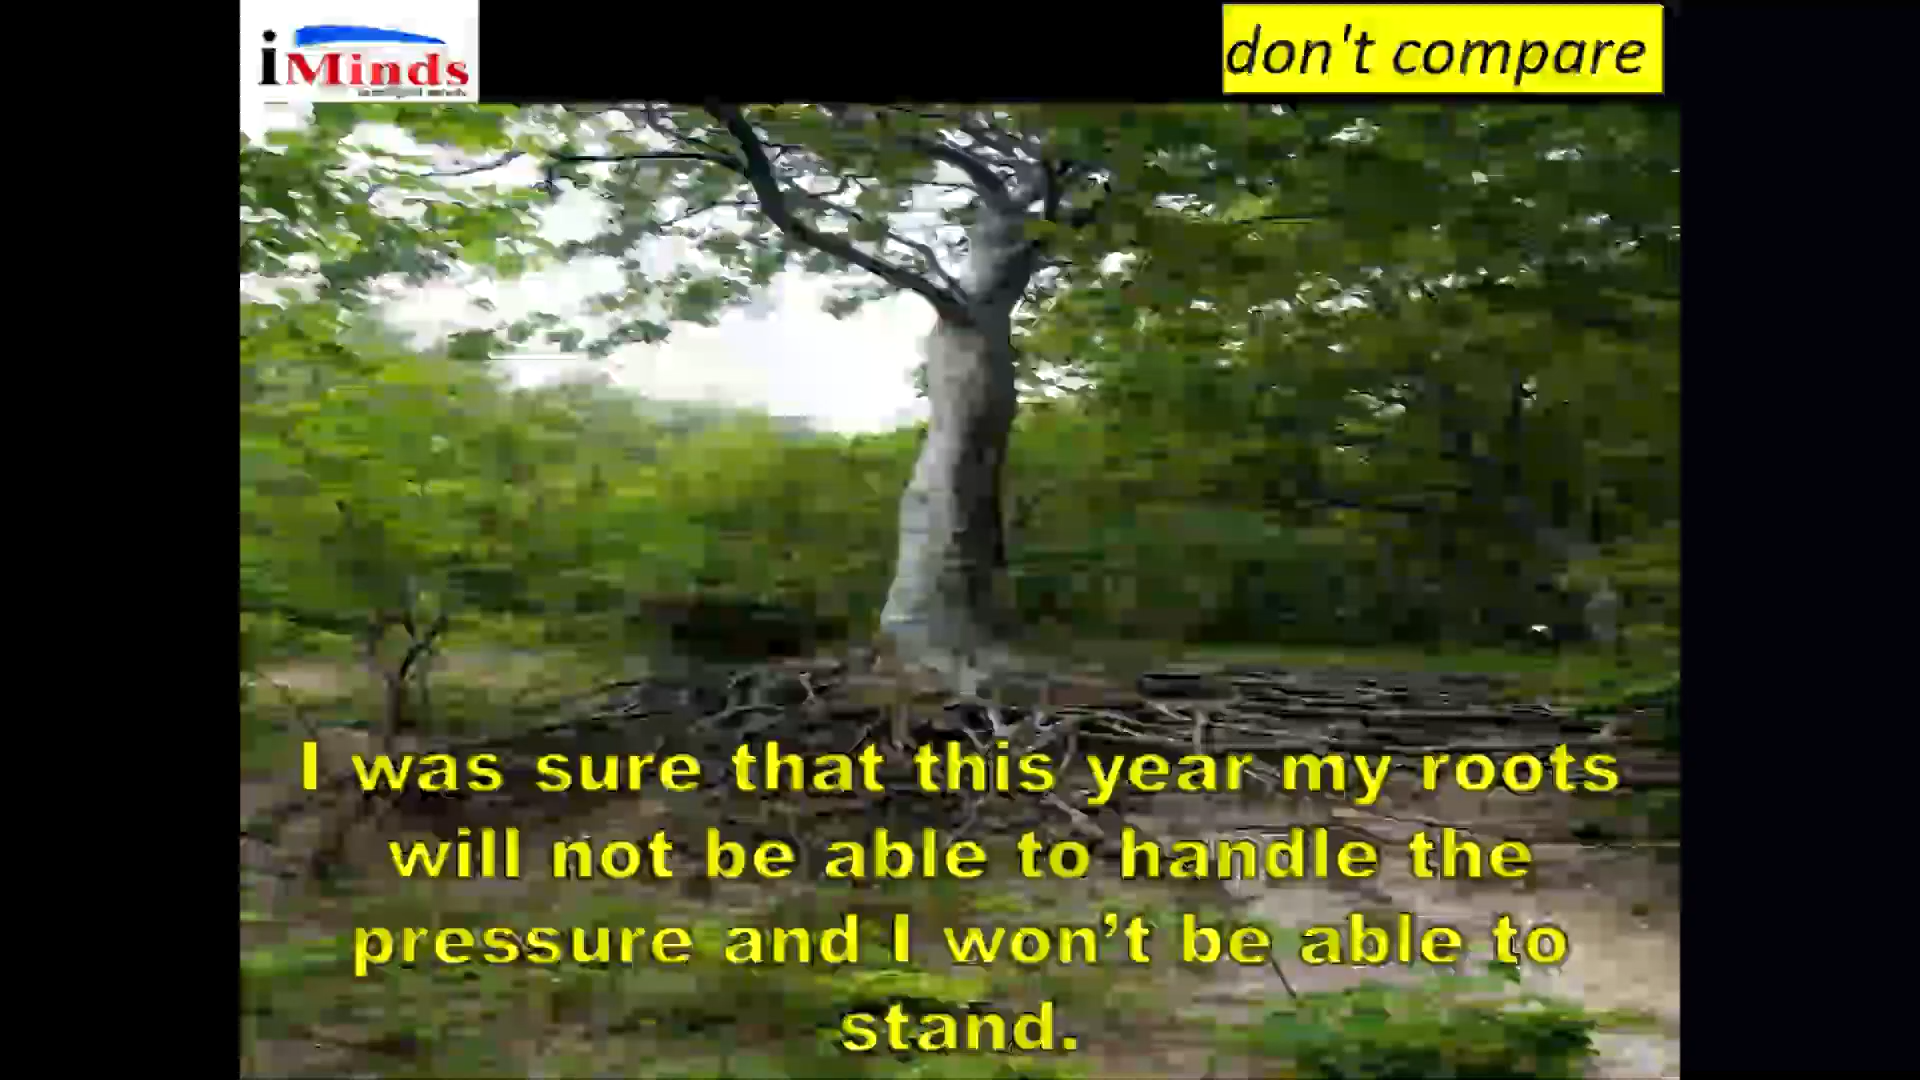 iMinds
don't compare
I was sure that this year my roots
will not be able to handle the
pressure and I won’t be able to
stand.